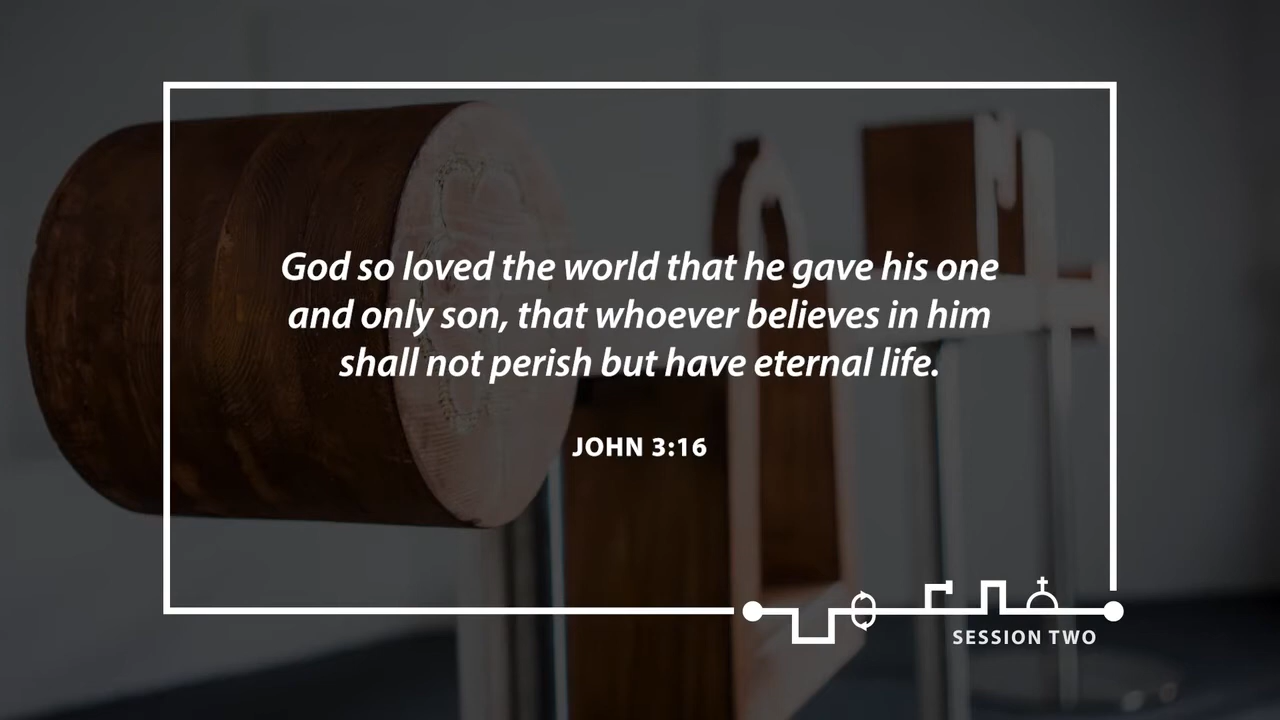 God so loved the world that he gave his one
and only son, that whoever believes in him
shall not perish but have eternal life.
JOHN 3:16
SESSION TWO